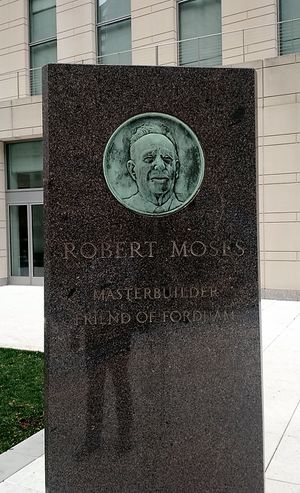 ROBERT MOSES
MASTERBUILDER
FRIEND OF FORDHAM